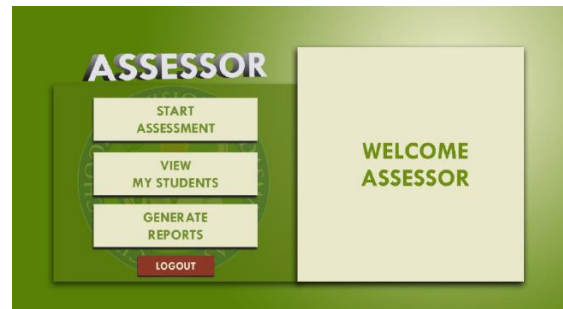 ASSESSOR
START
ASSESSMENT
VIEW
MY STUDENTS
GENERATE
REPORTS
LOGOUT
WELCOME
ASSESSOR